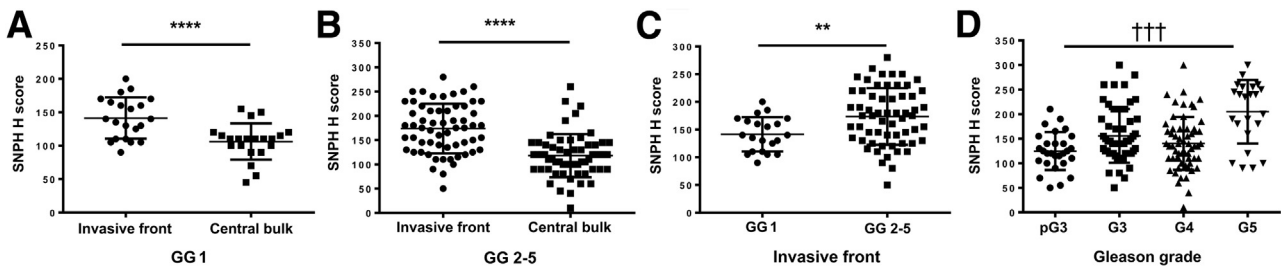 A
****
SNPH H score
250
200
150
100
50
0
Invasive front
Central bulk
GG 1
B
****
SNPH H score
350
300
250
200
150
100
50
0
Invasive front
Central bulk
GG 2-5
C
**
SNPH H score
300
250
200
150
100
50
0
GG 1
GG 2-5
Invasive front
D
†††
SNPH H score
350
300
250
200
150
100
50
0
pG3
G3
G4
G5
Gleason grade